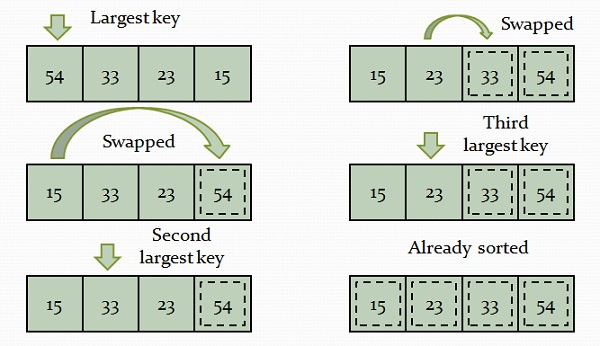 Largest key
54 33 23 15
Swapped
15 33 23 54
Second
largest key
15 33 23 54
Swapped
15 23 33 54
Third
largest key
15 23 33 54
Already sorted
15 23 33 54